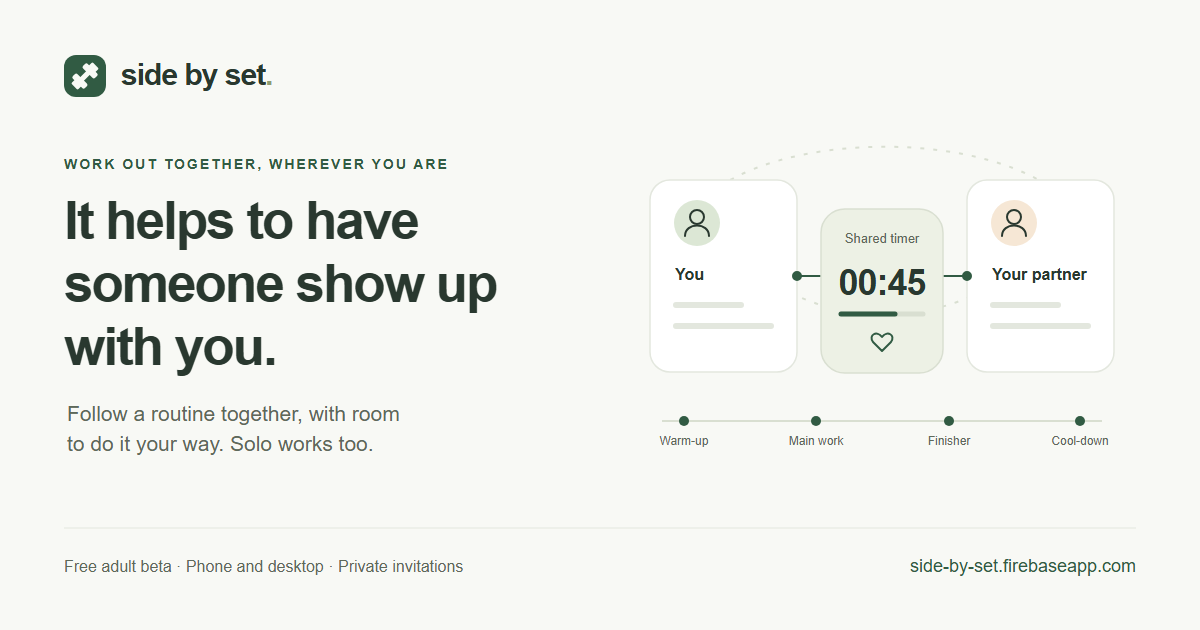 side by set.
WORK OUT TOGETHER, WHEREVER YOU ARE
It helps to have
someone show up
with you.
Follow a routine together, with room
to do it your way. Solo works too.
You
Shared timer
00:45
Your partner
Warm-up
Main work
Finisher
Cool-down
Free adult beta · Phone and desktop · Private invitations
side-by-set.firebaseapp.com